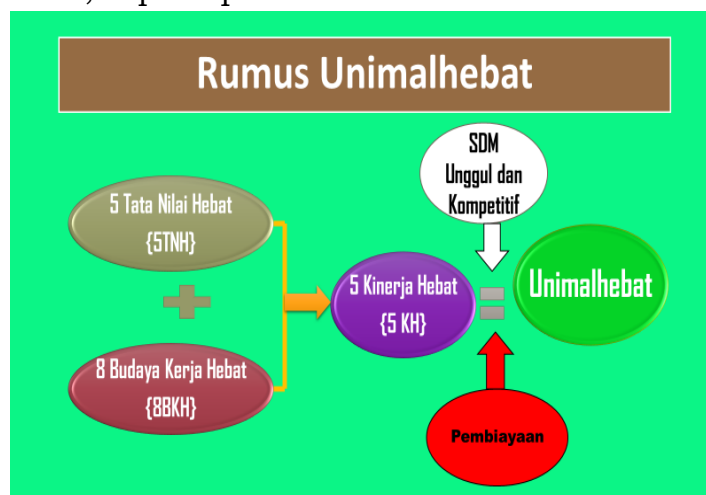 Rumus Unimalhebat
SDM
Unggul dan
Kompetitif
5 Tata Nilai Hebat
{5TNH}
5 Kinerja Hebat
{5 KH}
Unimalhebat
8 Budaya Kerja Hebat
{8BKH}
Pembiayaan